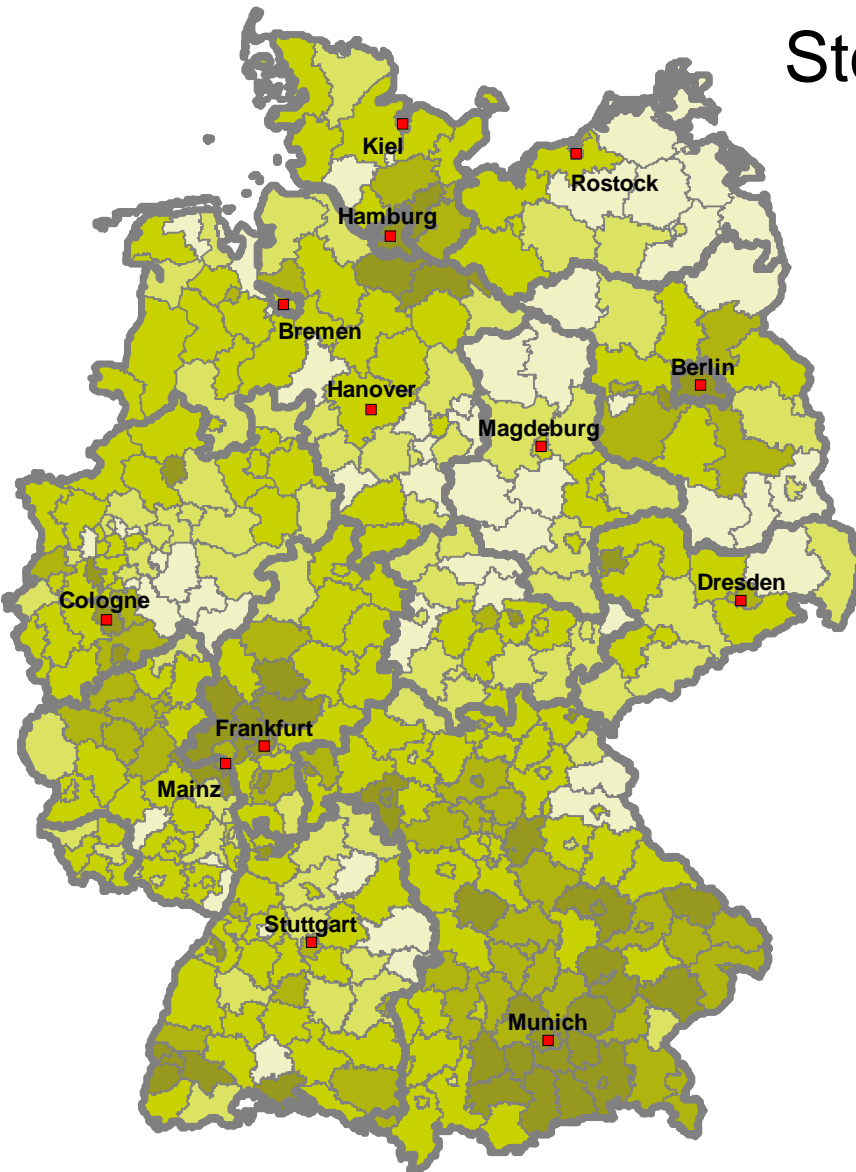 Kiel
Rostock
Hamburg
Bremen
Berlin
Hanover
Magdeburg
Dresden
Cologne
Frankfurt
Mainz
Stuttgart
Munich